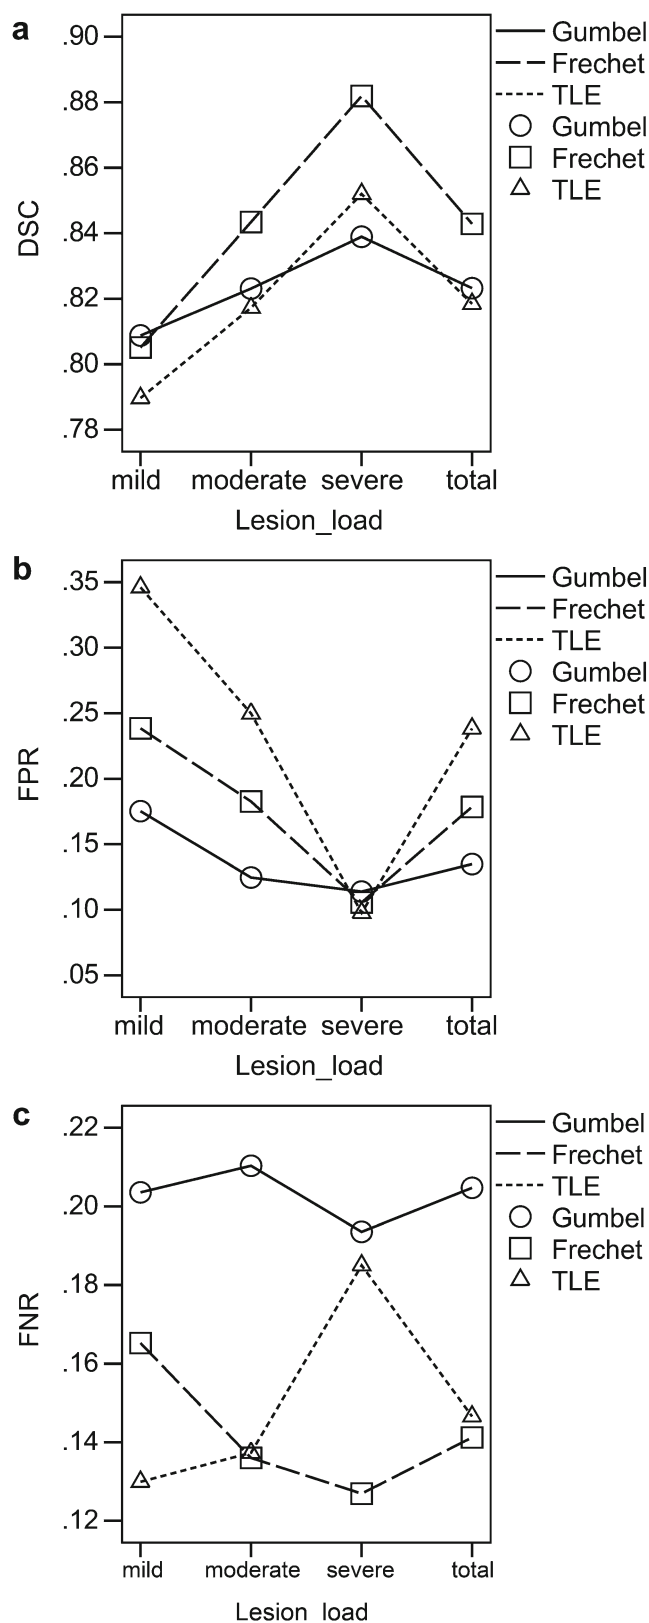 a
.90
.88
.86
.84
.82
.80
.78
DSC
mild moderate severe total
Lesion_load
Gumbel
Frechet
TLE
Gumbel
Frechet
TLE
b
.35
.30
.25
.20
.15
.10
.05
FPR
mild moderate severe total
Lesion_load
Gumbel
Frechet
TLE
Gumbel
Frechet
TLE
c
.22
.20
.18
.16
.14
.12
FNR
mild moderate severe total
Lesion load
Gumbel
Frechet
TLE
Gumbel
Frechet
TLE